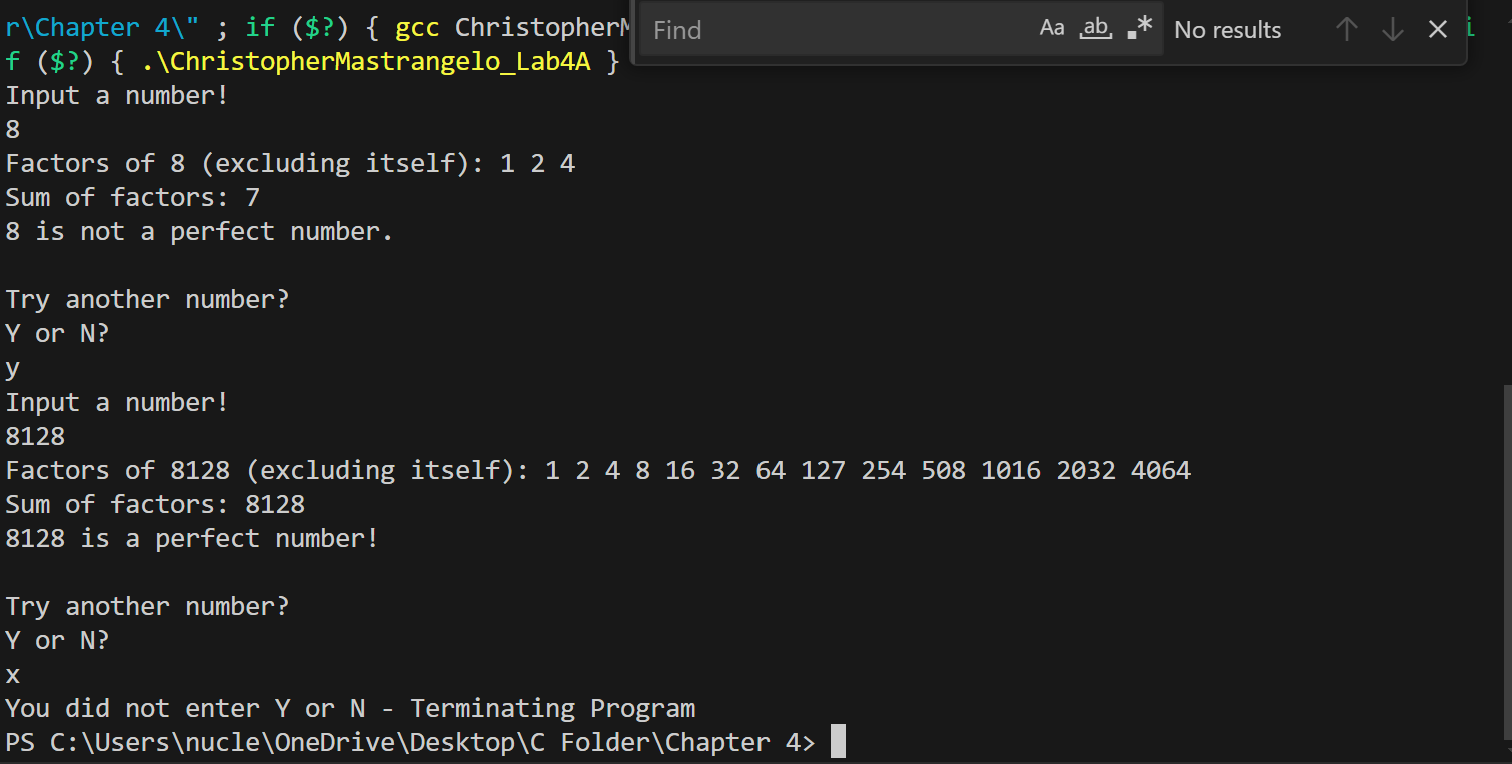 r\Chapter 4\" ; if ($?) { gcc ChristopherM
Find Aa ab No results
i
f ($?) { .\ChristopherMastrangelo_Lab4A }
Input a number!
8
Factors of 8 (excluding itself): 1 2 4
Sum of factors: 7
8 is not a perfect number.
Try another number?
Y or N?
y
Input a number!
8128
Factors of 8128 (excluding itself): 1 2 4 8 16 32 64 127 254 508 1016 2032 4064
Sum of factors: 8128
8128 is a perfect number!
Try another number?
Y or N?
x
You did not enter Y or N - Terminating Program
PS C:\Users\nucle\OneDrive\Desktop\C Folder\Chapter 4>